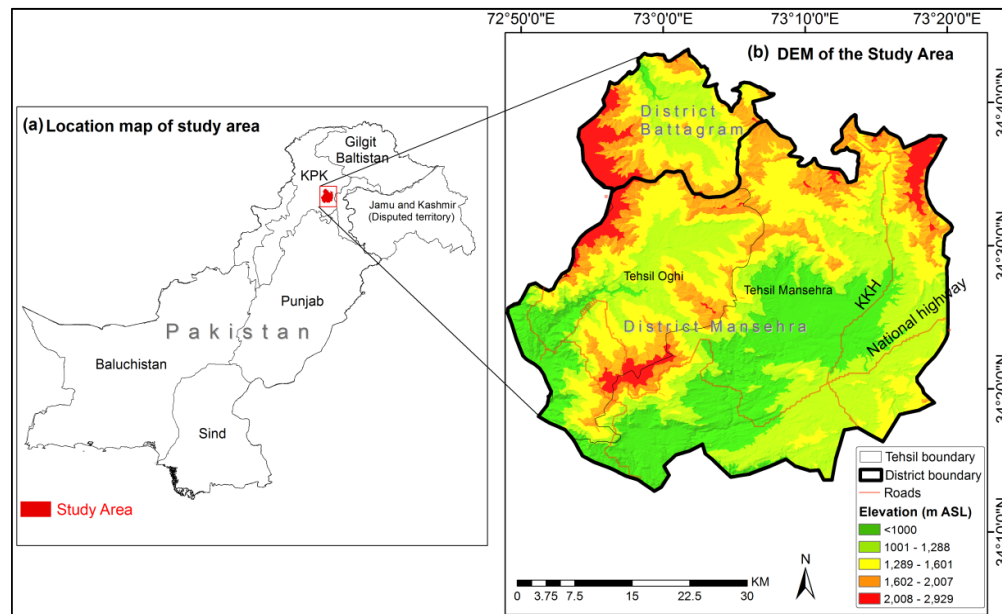 72°50'0"E
73°0'0"E
73°10'0"E
73°20'0"E
(a) Location map of study area
Gilgit
Baltistan
KPK
Jamu and Kashmir
(Disputed territory)
Punjab
Pakistan
Baluchistan
Sind
Study Area
(b) DEM of the Study Area
District
Battagram
Tehsil Oghi
Tehsil Mansehra
KKH
National highway
District Mansehra
Tehsil boundary
District boundary
Roads
Elevation (m ASL)
<1000
1001 - 1,288
1,289 - 1,601
1,602 - 2,007
2,008 - 2,929
N
KM
0 3.75 7.5 15 22.5 30